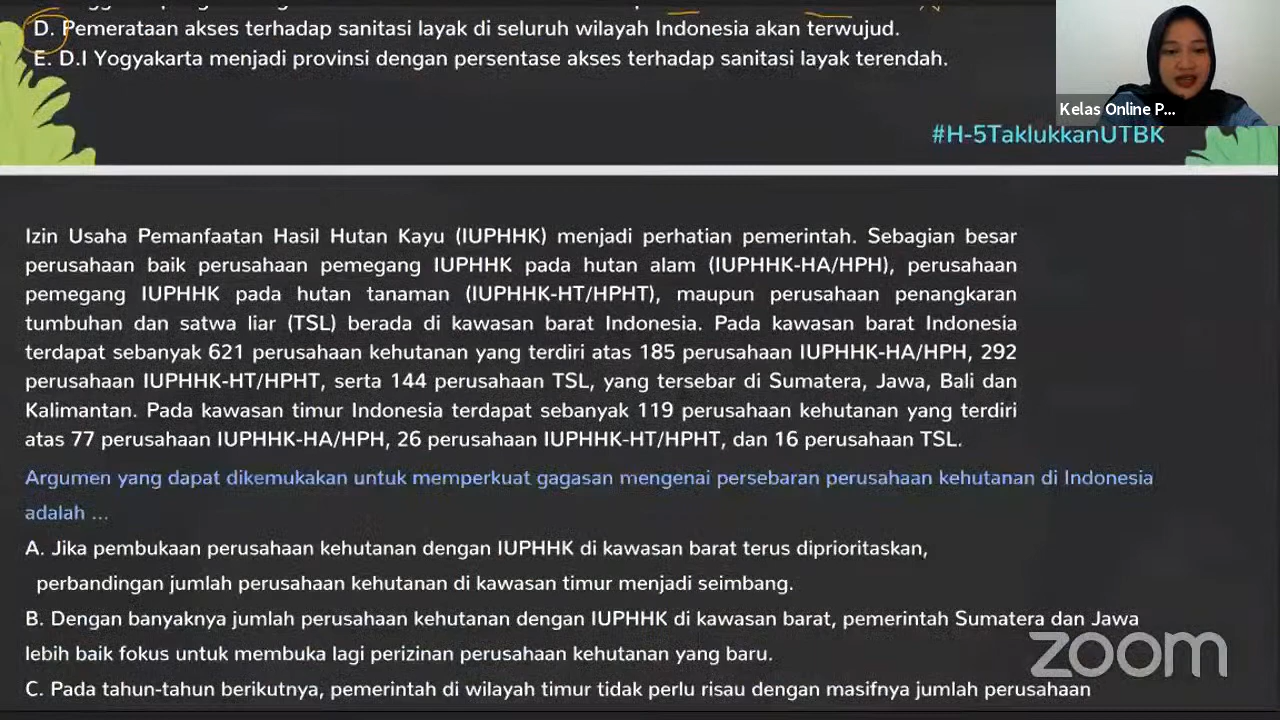 D. Pemerataan akses terhadap sanitasi layak di seluruh wilayah Indonesia akan terwujud.
E. D.I Yogyakarta menjadi provinsi dengan persentase akses terhadap sanitasi layak terendah.
Kelas Online P...
#H-5TaklukkanUTBK
Izin Usaha Pemanfaatan Hasil Hutan Kayu (IUPHHK) menjadi perhatian pemerintah. Sebagian besar
perusahaan baik perusahaan pemegang IUPHHK pada hutan alam (IUPHHK-HA/HPH), perusahaan
pemegang IUPHHK pada hutan tanaman (IUPHHK-HT/HPHT), maupun perusahaan penangkaran
tumbuhan dan satwa liar (TSL) berada di kawasan barat Indonesia. Pada kawasan barat Indonesia
terdapat sebanyak 621 perusahaan kehutanan yang terdiri atas 185 perusahaan IUPHHK-HA/HPH, 292
perusahaan IUPHHK-HT/HPHT, serta 144 perusahaan TSL, yang tersebar di Sumatera, Jawa, Bali dan
Kalimantan. Pada kawasan timur Indonesia terdapat sebanyak 119 perusahaan kehutanan yang terdiri
atas 77 perusahaan IUPHHK-HA/HPH, 26 perusahaan IUPHHK-HT/HPHT, dan 16 perusahaan TSL.
Argumen yang dapat dikemukakan untuk memperkuat gagasan mengenai persebaran perusahaan kehutanan di Indonesia
adalah ...
A. Jika pembukaan perusahaan kehutanan dengan IUPHHK di kawasan barat terus diprioritaskan,
perbandingan jumlah perusahaan kehutanan di kawasan timur menjadi seimbang.
B. Dengan banyaknya jumlah perusahaan kehutanan dengan IUPHHK di kawasan barat, pemerintah Sumatera dan Jawa
lebih baik fokus untuk membuka lagi perizinan perusahaan kehutanan yang baru.
zoom
C. Pada tahun-tahun berikutnya, pemerintah di wilayah timur tidak perlu risau dengan masifnya jumlah perusahaan